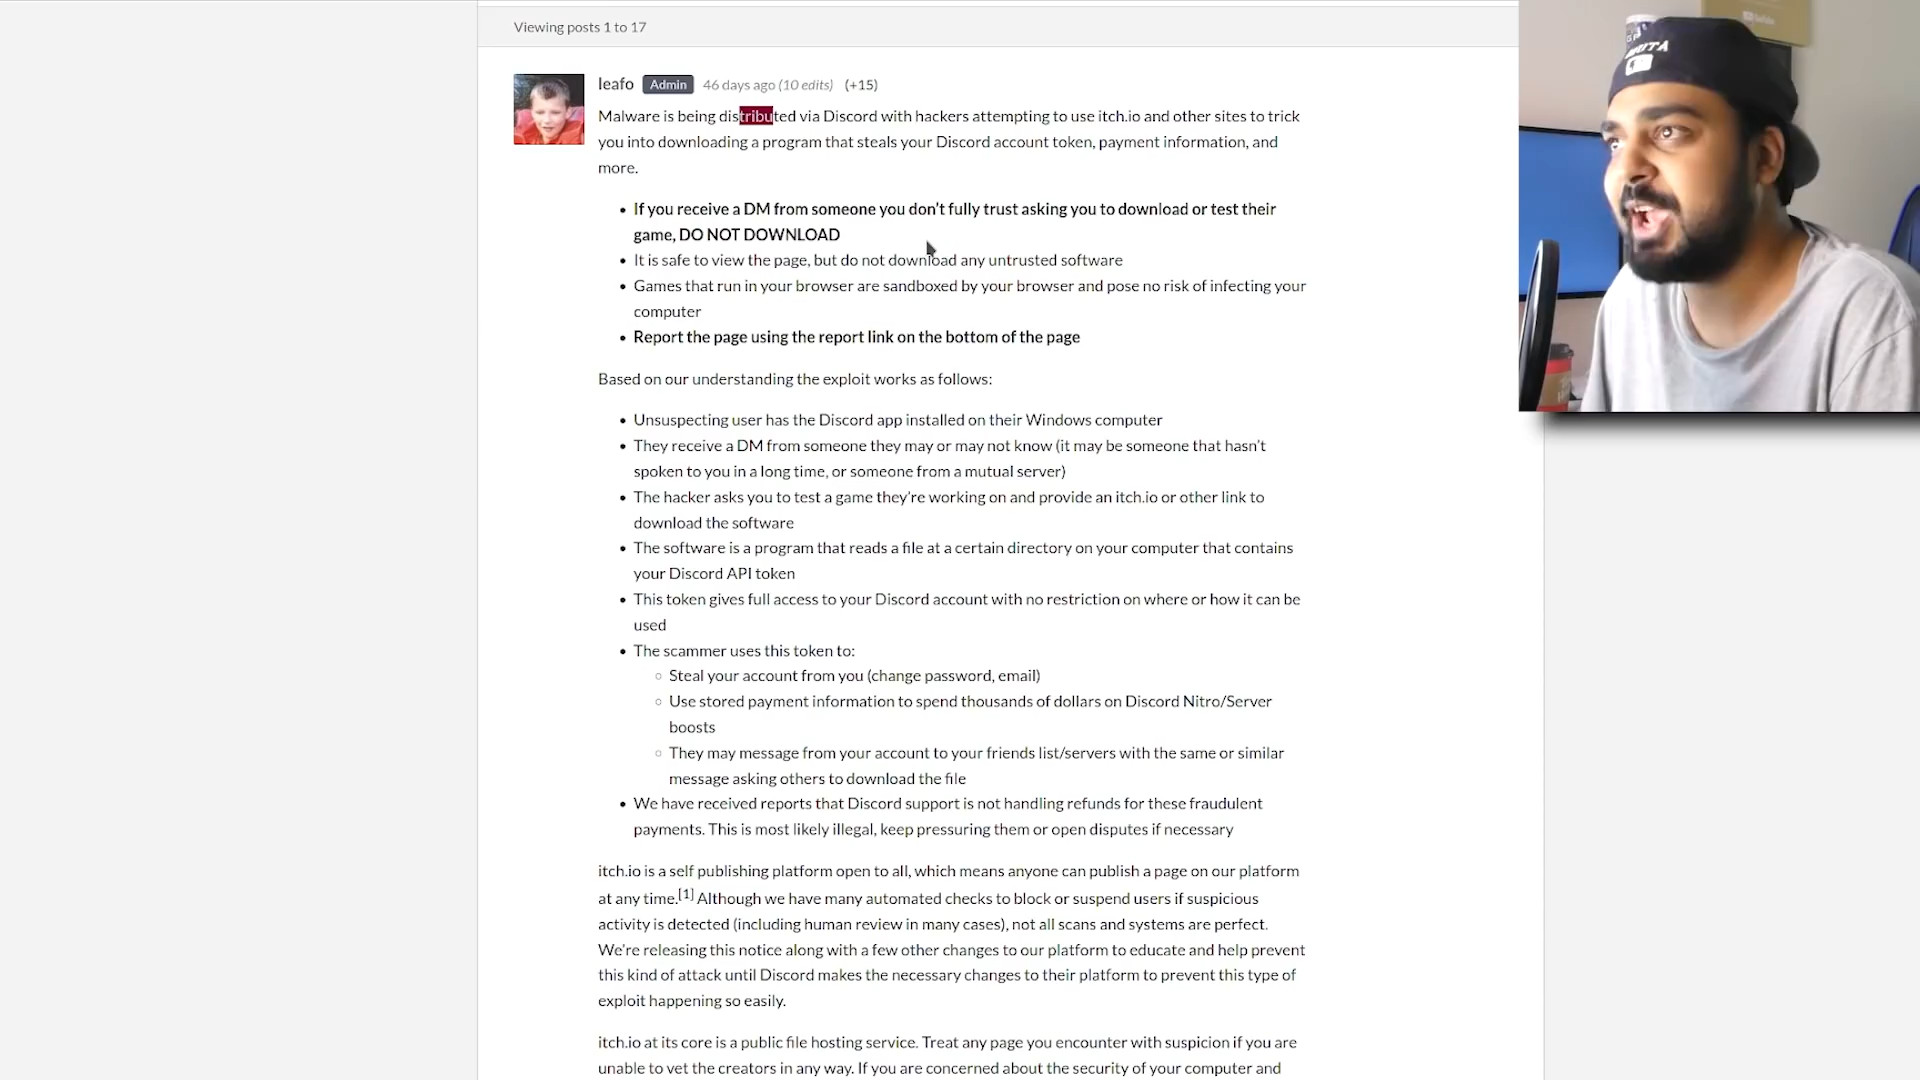 Viewing posts 1 to 17
leafo Admin 46 days ago (10 edits) (+15)
Malware is being distributed via Discord with hackers attempting to use itch.io and other sites to trick
you into downloading a program that steals your Discord account token, payment information, and
more.
• If you receive a DM from someone you don't fully trust asking you to download or test their
game, DO NOT DOWNLOAD
• It is safe to view the page, but do not download any untrusted software
• Games that run in your browser are sandboxed by your browser and pose no risk of infecting your
computer
• Report the page using the report link on the bottom of the page
Based on our understanding the exploit works as follows:
• Unsuspecting user has the Discord app installed on their Windows computer
• They receive a DM from someone they may or may not know (it may be someone that hasn't
spoken to you in a long time, or someone from a mutual server)
• The hacker asks you to test a game they're working on and provide an itch.io or other link to
download the software
• The software is a program that reads a file at a certain directory on your computer that contains
your Discord API token
• This token gives full access to your Discord account with no restriction on where or how it can be
used
• The scammer uses this token to:
◦ Steal your account from you (change password, email)
◦ Use stored payment information to spend thousands of dollars on Discord Nitro/Server
boosts
◦ They may message from your account to your friends list/servers with the same or similar
message asking others to download the file
• We have received reports that Discord support is not handling refunds for these fraudulent
payments. This is most likely illegal, keep pressuring them or open disputes if necessary
itch.io is a self publishing platform open to all, which means anyone can publish a page on our platform
at any time.[1] Although we have many automated checks to block or suspend users if suspicious
activity is detected (including human review in many cases), not all scans and systems are perfect.
We're releasing this notice along with a few other changes to our platform to educate and help prevent
this kind of attack until Discord makes the necessary changes to their platform to prevent this type of
exploit happening so easily.
itch.io at its core is a public file hosting service. Treat any page you encounter with suspicion if you are
unable to vet the creators in any way. If you are concerned about the security of your computer and